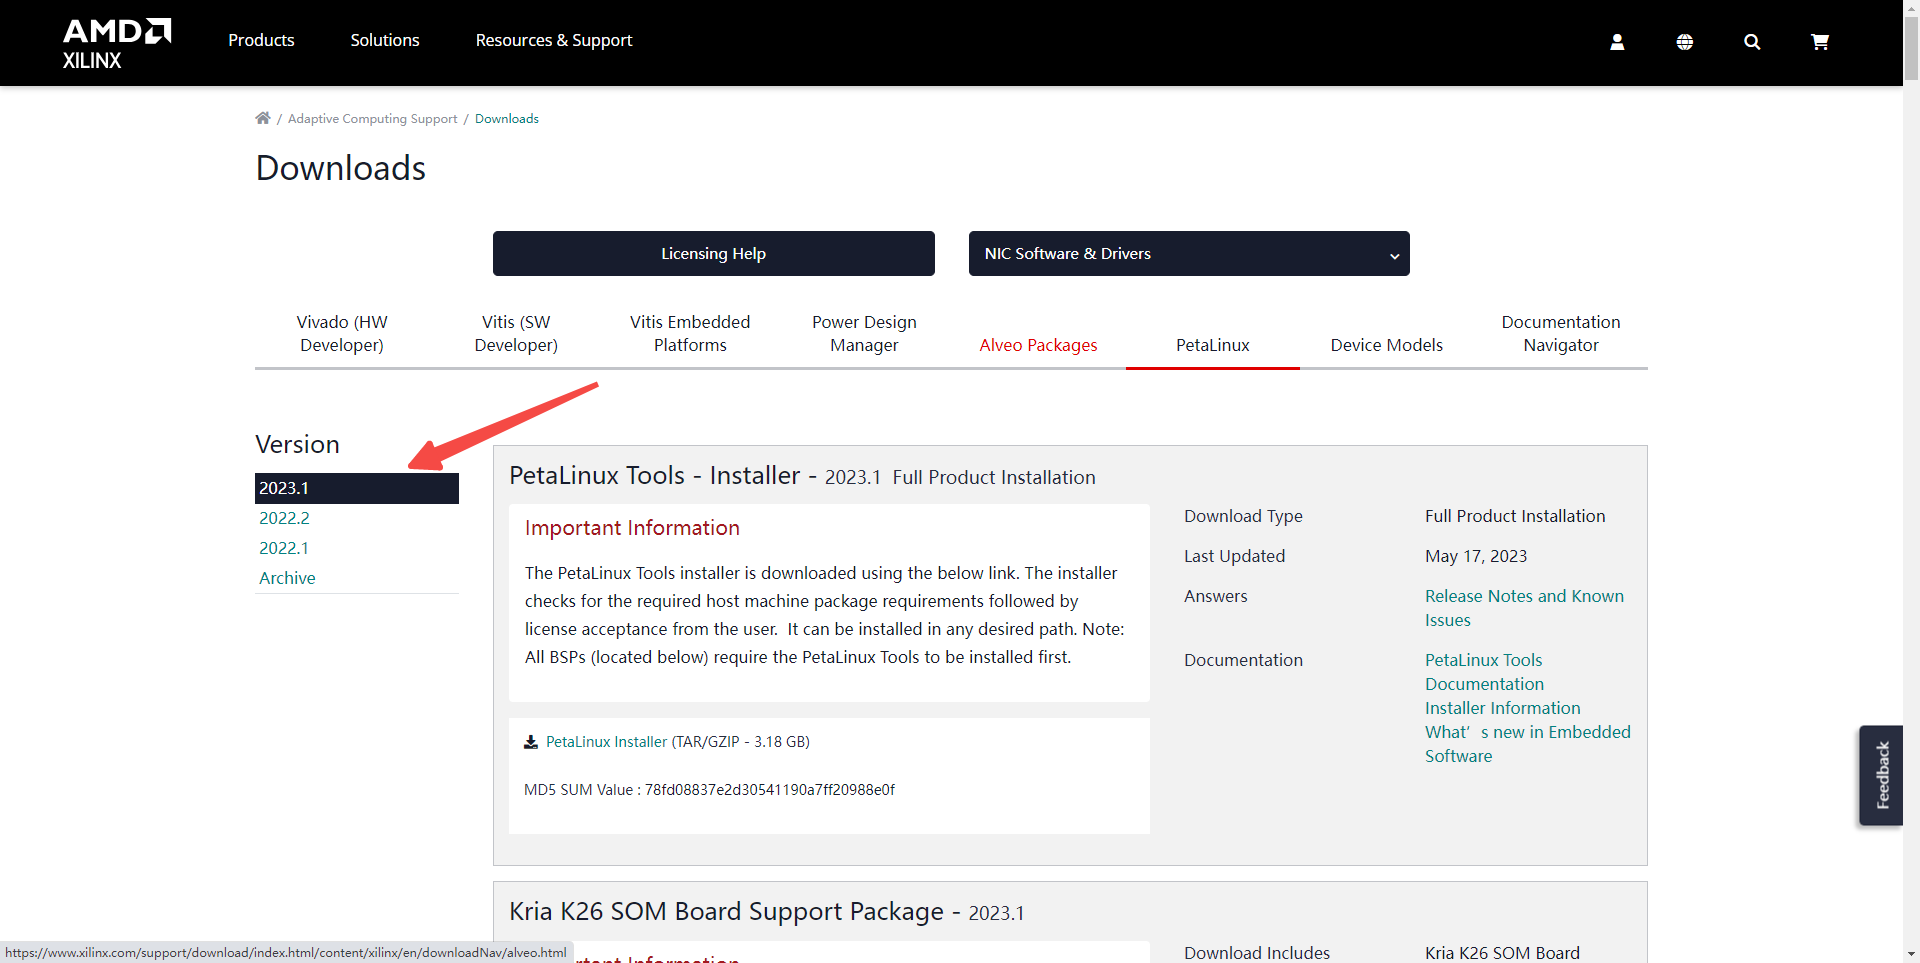 AMD
XILINX
Products
Solutions
Resources & Support
/ Adaptive Computing Support / Downloads
Downloads
Licensing Help
NIC Software & Drivers
Vivado (HW
Developer)
Vitis (SW
Developer)
Vitis Embedded
Platforms
Power Design
Manager
Alveo Packages
PetaLinux
Device Models
Documentation
Navigator
Version
2023.1
2022.2
2022.1
Archive
PetaLinux Tools - Installer - 2023.1 Full Product Installation
Important Information
The PetaLinux Tools installer is downloaded using the below link. The installer
checks for the required host machine package requirements followed by
license acceptance from the user. It can be installed in any desired path. Note:
All BSPs (located below) require the PetaLinux Tools to be installed first.
PetaLinux Installer (TAR/GZIP - 3.18 GB)
MD5 SUM Value : 78fd08837e2d30541190a7ff20988e0f
Download Type
Full Product Installation
Last Updated
May 17, 2023
Answers
Release Notes and Known
Issues
Documentation
PetaLinux Tools
Documentation
Installer Information
What's new in Embedded
Software
Feedback
Kria K26 SOM Board Support Package - 2023.1
Download Includes
Kria K26 SOM Board
https://www.xilinx.com/support/download/index.html/content/xilinx/en/downloadNav/alveo.html